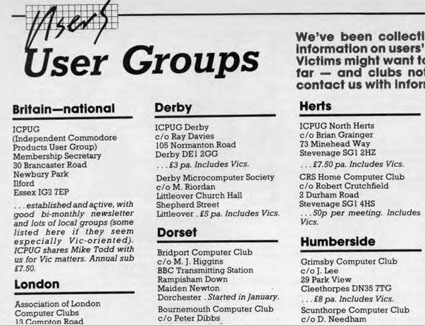 Users
User Groups
We've been collecti
information on users'
Victims might want to
far — and clubs not
contact us with inform
Britain—national
ICPUG
(Independent Commodore
Products User Group)
Membership Secretary
30 Brancaster Road
Newbury Park
Ilford
Essex IG2 7EP
...established and active, with
good bi-monthly newsletter
and lots of local groups (some
listed here if they seem
especially Vic-oriented).
ICPUG shares Mike Todd with
us for Vic matters. Annual sub
£7.50.
London
Association of London
Computer Clubs
13 Compton Road
Derby
ICPUG Derby
c/o Ray Davies
105 Normanton Road
Derby DE1 2GG
...£3 pa. Includes Vics.
Derby Microcomputer Society
c/o M. Riordan
Littleover Church Hall
Shepherd Street
Littleover . £5 pa. Includes Vics.
Dorset
Bridport Computer Club
c/o M. J. Higgins
BBC Transmitting Station
Rampisham Down
Maiden Newton
Dorchester . Started in January.
Bournemouth Computer Club
c/o Peter Dibbs
Herts
ICPUG North Herts
c/o Brian Grainger
73 Minehead Way
Stevenage SG1 2HZ
...£7.50 pa. Includes Vics.
CRS Home Computer Club
c/o Robert Crutchfield
2 Durham Road
Stevenage SG1 4HS
...50p per meeting. Includes
Vics.
Humberside
Grimsby Computer Club
c/o J. Lee
29 Park View
Cleethorpes DN35 7TG
...£8 pa. Includes Vics.
Scunthorpe Computer Club
c/o D. Needham